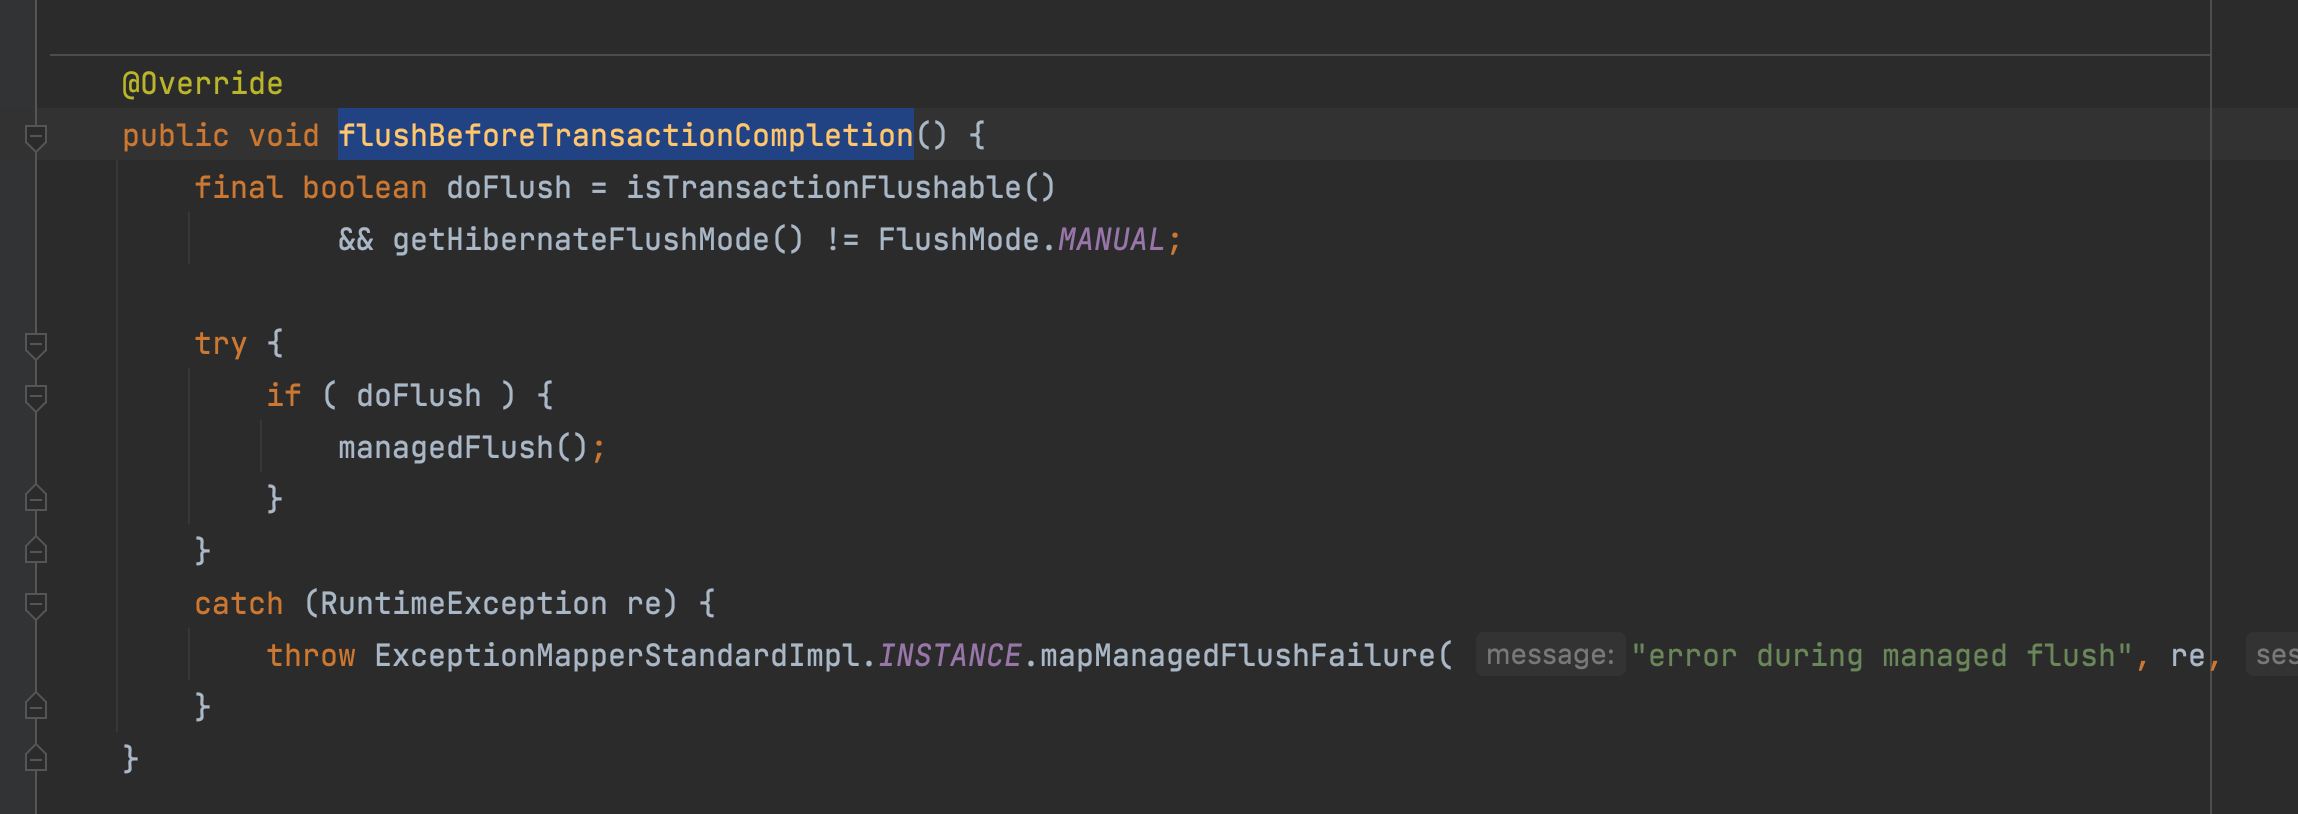 @Override
public void flushBeforeTransactionCompletion() {
final boolean doFlush = isTransactionFlushable()
&& getHibernateFlushMode() != FlushMode.MANUAL;
try {
if ( doFlush ) {
managedFlush();
}
}
catch (RuntimeException re) {
throw ExceptionMapperStandardImpl.INSTANCE.mapManagedFlushFailure( message: "error during managed flush", re, ses
}
}